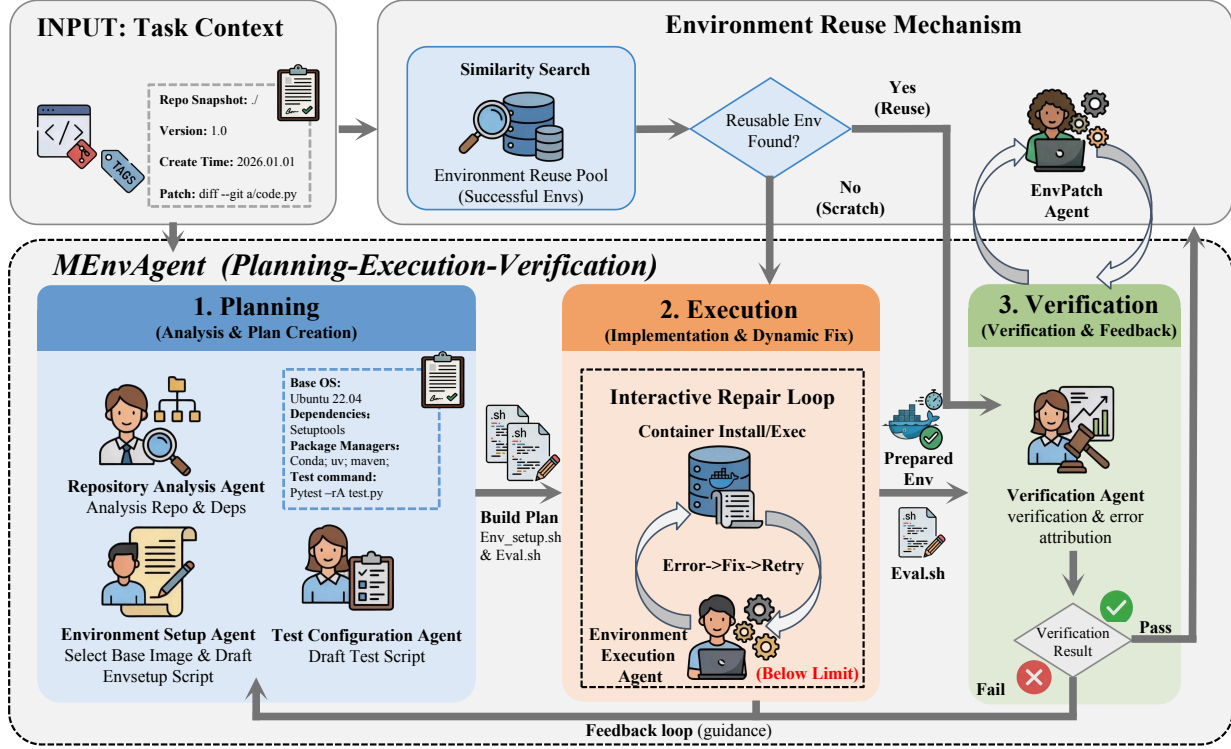 INPUT: Task Context
Repo Snapshot: ./
Version: 1.0
Create Time: 2026.01.01
Patch: diff --git a/code.py
</>
TAGS
Environment Reuse Mechanism
Similarity Search
Environment Reuse Pool
(Successful Envs)
Reusable Env
Found?
Yes
(Reuse)
No
(Scratch)
EnvPatch
Agent
MEnvAgent (Planning-Execution-Verification)
1. Planning
(Analysis & Plan Creation)
Base OS:
Ubuntu 22.04
Dependencies:
Setuptools
Package Managers:
Conda; uv; maven;
Test command:
Pytest –rA test.py
Repository Analysis Agent
Analysis Repo & Deps
Environment Setup Agent
Select Base Image & Draft
Envsetup Script
Test Configuration Agent
Draft Test Script
.sh
.sh
Build Plan
Env_setup.sh
& Eval.sh
2. Execution
(Implementation & Dynamic Fix)
Interactive Repair Loop
Container Install/Exec
Error->Fix->Retry
Environment
Execution
Agent
(Below Limit)
Prepared
Env
.sh
Eval.sh
3. Verification
(Verification & Feedback)
Verification Agent
verification & error
attribution
Verification
Result
Pass
Fail
Feedback loop (guidance)